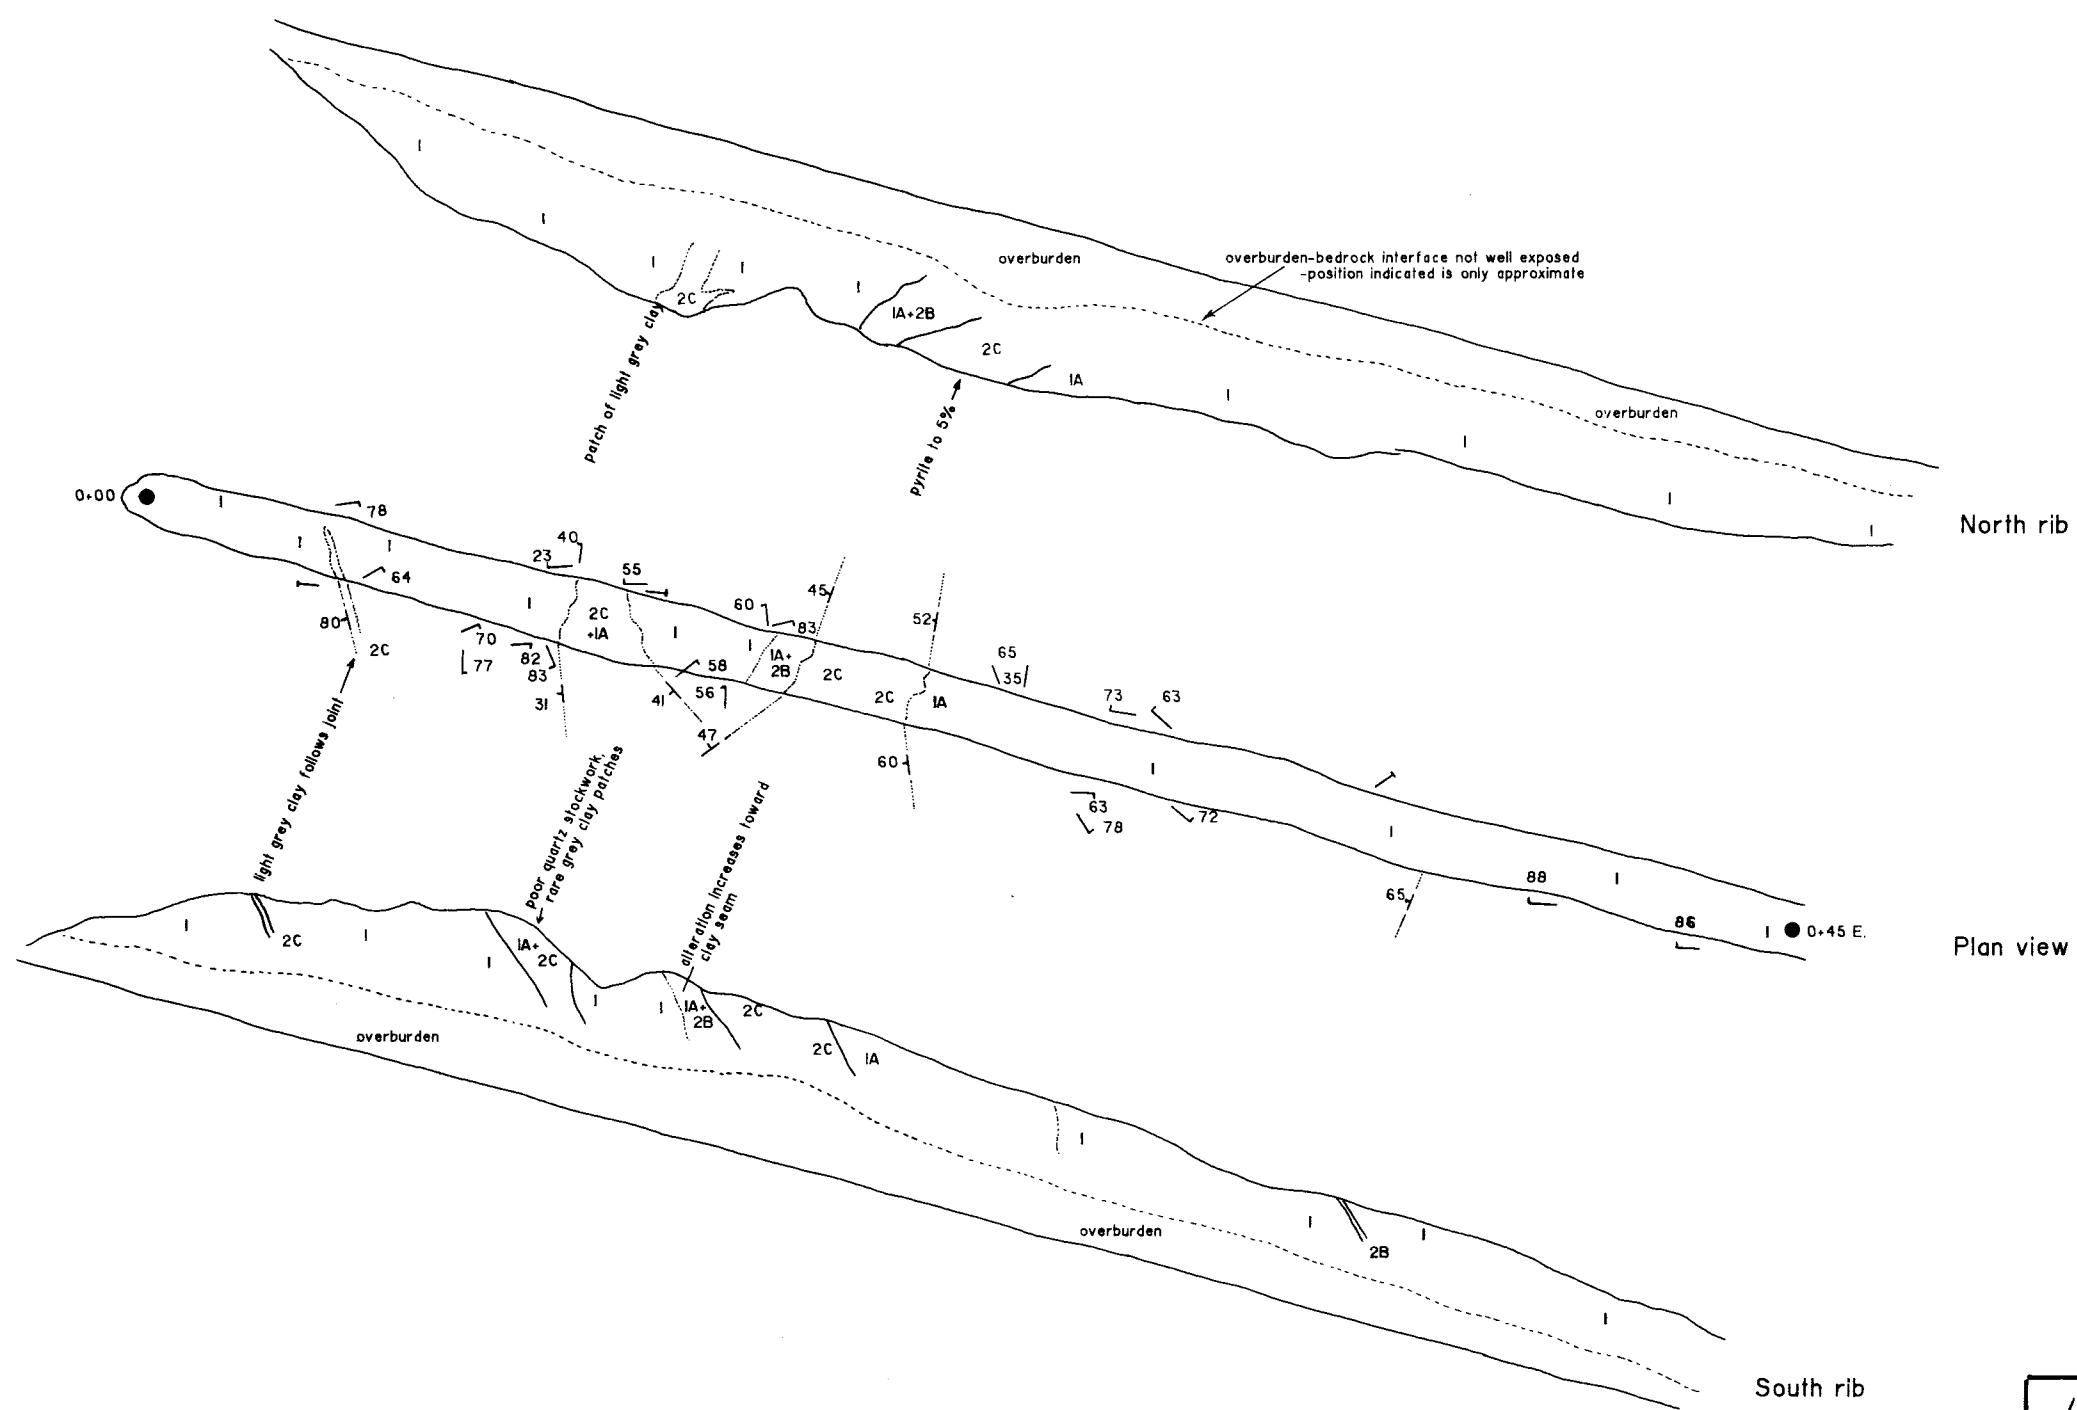 I
I
I
I
2C
I
IA+2B
overburden
overburden-bedrock interface not well exposed
-position indicated is only approximate
2C
IA
I
overburden
I
I
I
North rib
patch of light grey clay
pyrite to 5%
0+00
I
78
I
I
64
80
2C
23
40
55
I
2C
+IA
I
70
77
82
83
31
41
58
56
47
60
83
45
I
IA+
2B
2C
2C
52
IA
60
65
35
73
63
I
63
78
72
I
65
88
I
86
I
0+45 E.
Plan view
light grey clay follows joint
poor quartz stockwork,
rare grey clay patches
alteration increases toward
clay seam
I
2C
I
I
IA+
2C
I
I
IA+
2B
2C
2C
IA
overburden
I
overburden
I
2B
I
I
South rib